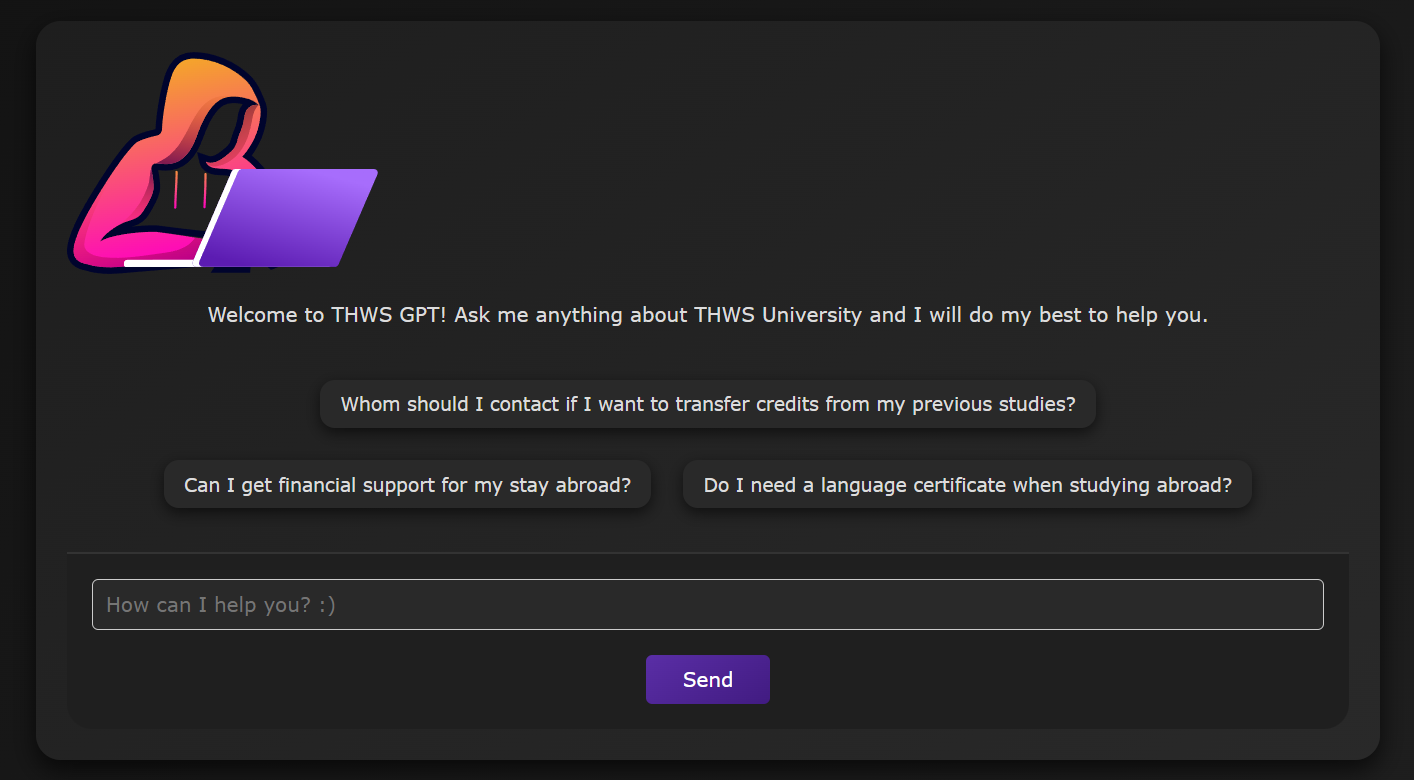 Welcome to THWS GPT! Ask me anything about THWS University and I will do my best to help you.
Whom should I contact if I want to transfer credits from my previous studies?
Can I get financial support for my stay abroad?
Do I need a language certificate when studying abroad?
How can I help you? :)
Send